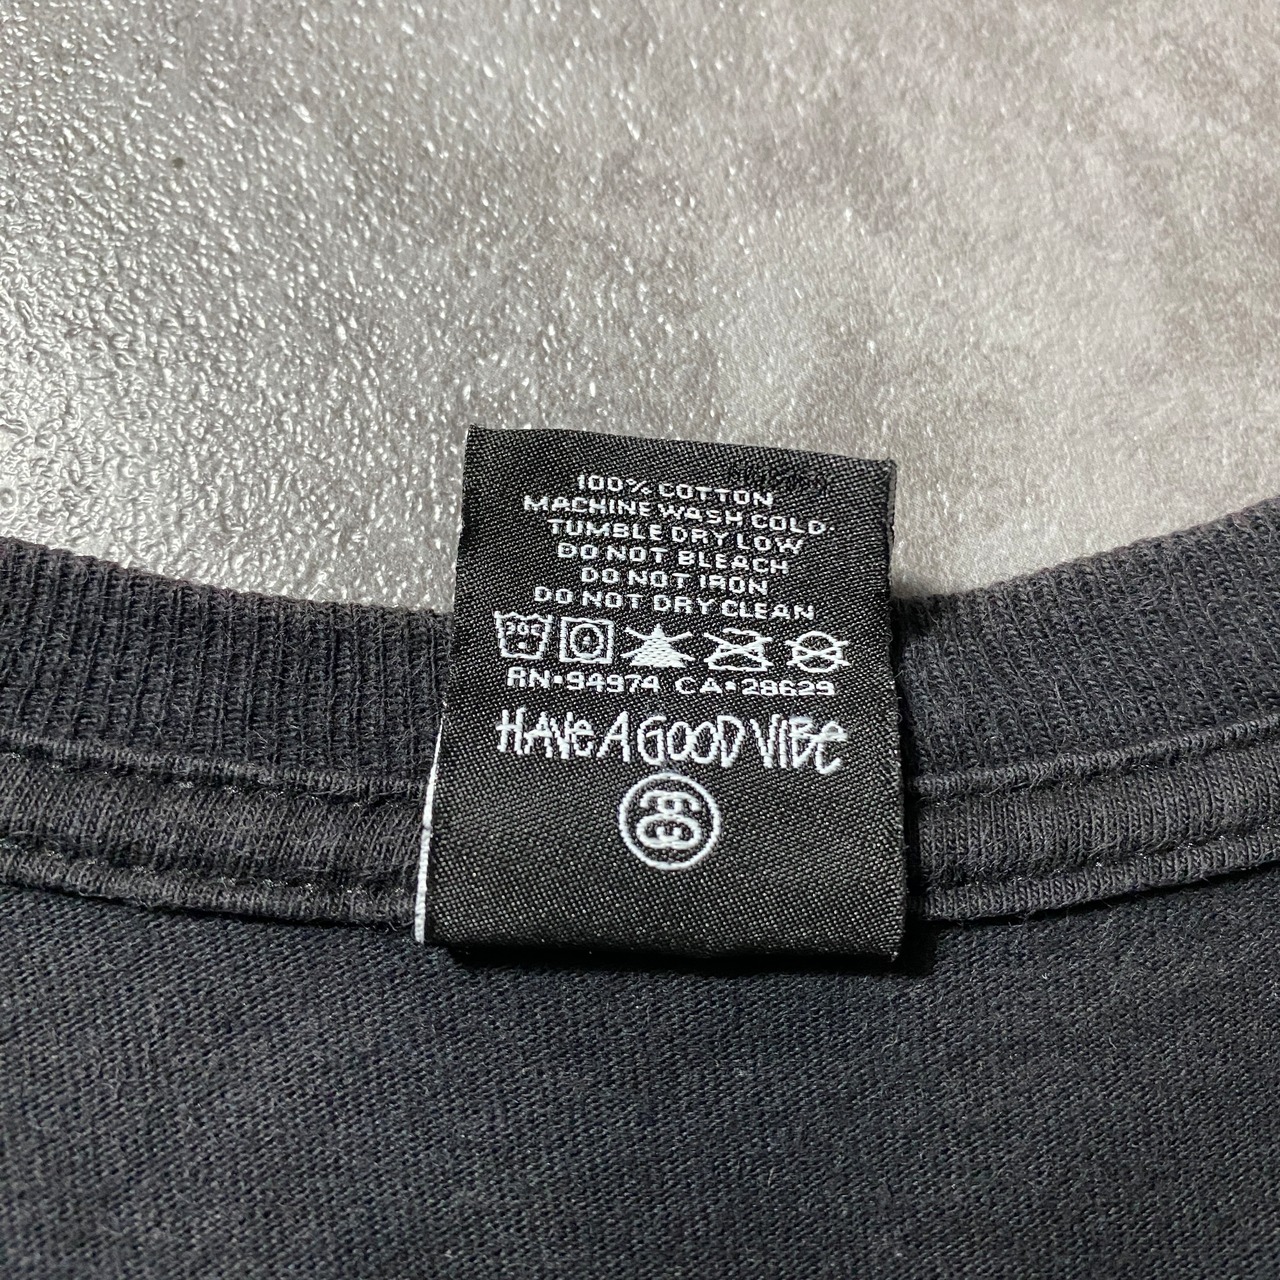 100% COTTON
MACHINE WASH COLD
TUMBLE DRY LOW
DO NOT BLEACH
DO NOT IRON
DO NOT DRY CLEAN
RN•94974 CA•28629
HAVe A GOOD VIBe